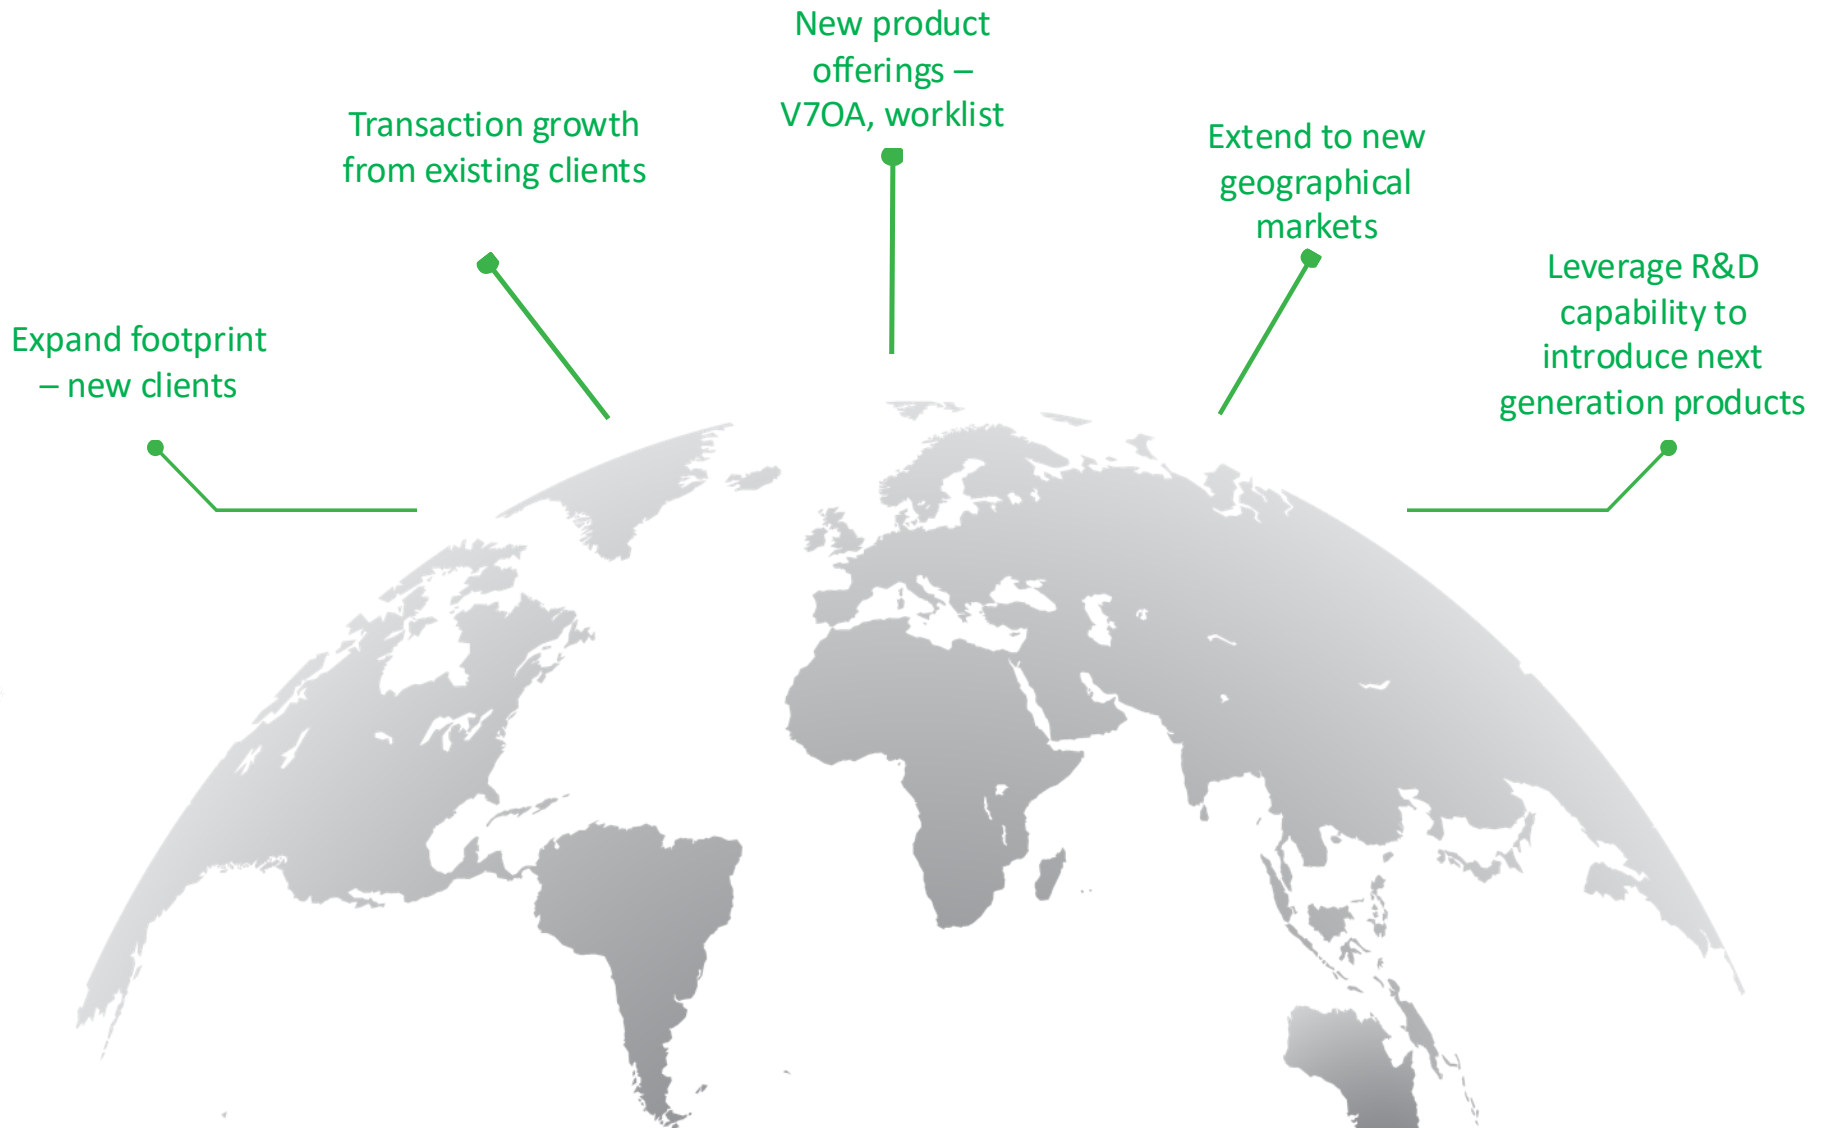 Expand footprint
– new clients
Transaction growth
from existing clients
New product
offerings –
V7OA, worklist
Extend to new
geographical
markets
Leverage R&D
capability to
introduce next
generation products